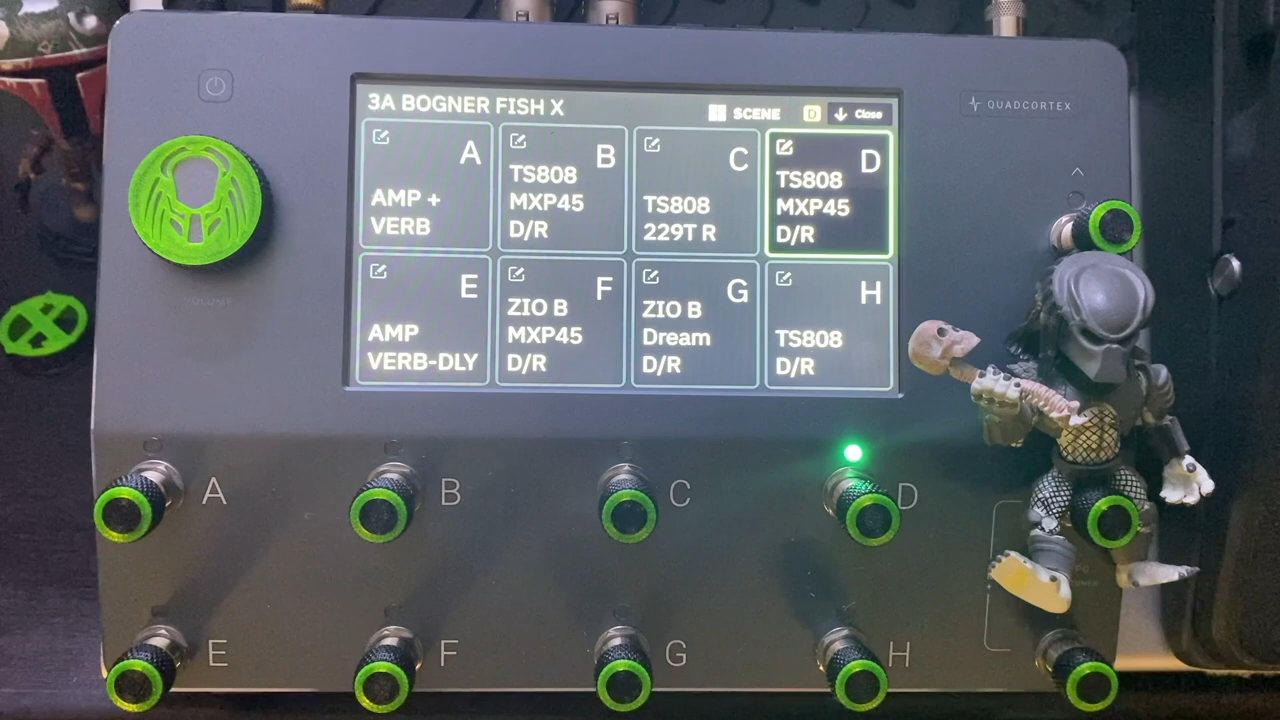 3A BOGNER FISH X
SCENE D Close
QUADCORTEX
A
AMP +
VERB
B
TS808
MXP45
D/R
C
TS808
229T R
D
TS808
MXP45
D/R
E
AMP
VERB-DLY
F
ZIO B
MXP45
D/R
G
ZIO B
Dream
D/R
H
TS808
D/R
VOLUME
A
B
C
D
E
F
G
H